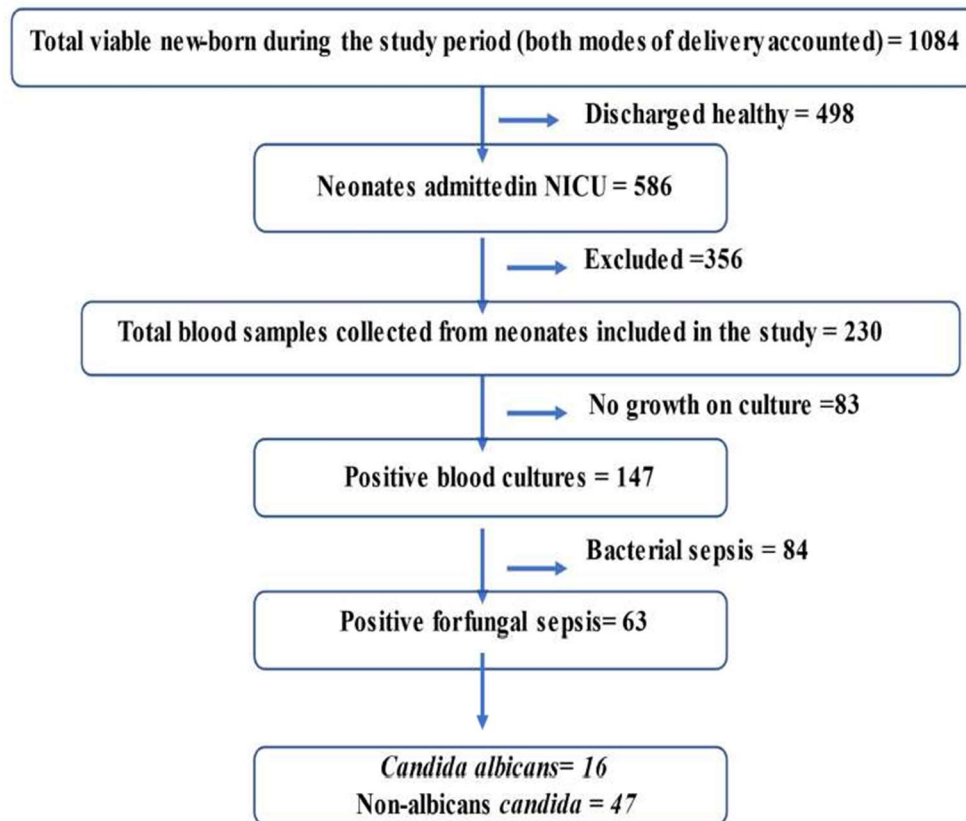 Total viable new-born during the study period (both modes of delivery accounted) = 1084
Discharged healthy = 498
Neonates admittedin NICU = 586
Excluded =356
Total blood samples collected from neonates included in the study = 230
No growth on culture =83
Positive blood cultures = 147
Bacterial sepsis = 84
Positive forfungal sepsis= 63
Candida albicans= 16
Non-albicans candida = 47